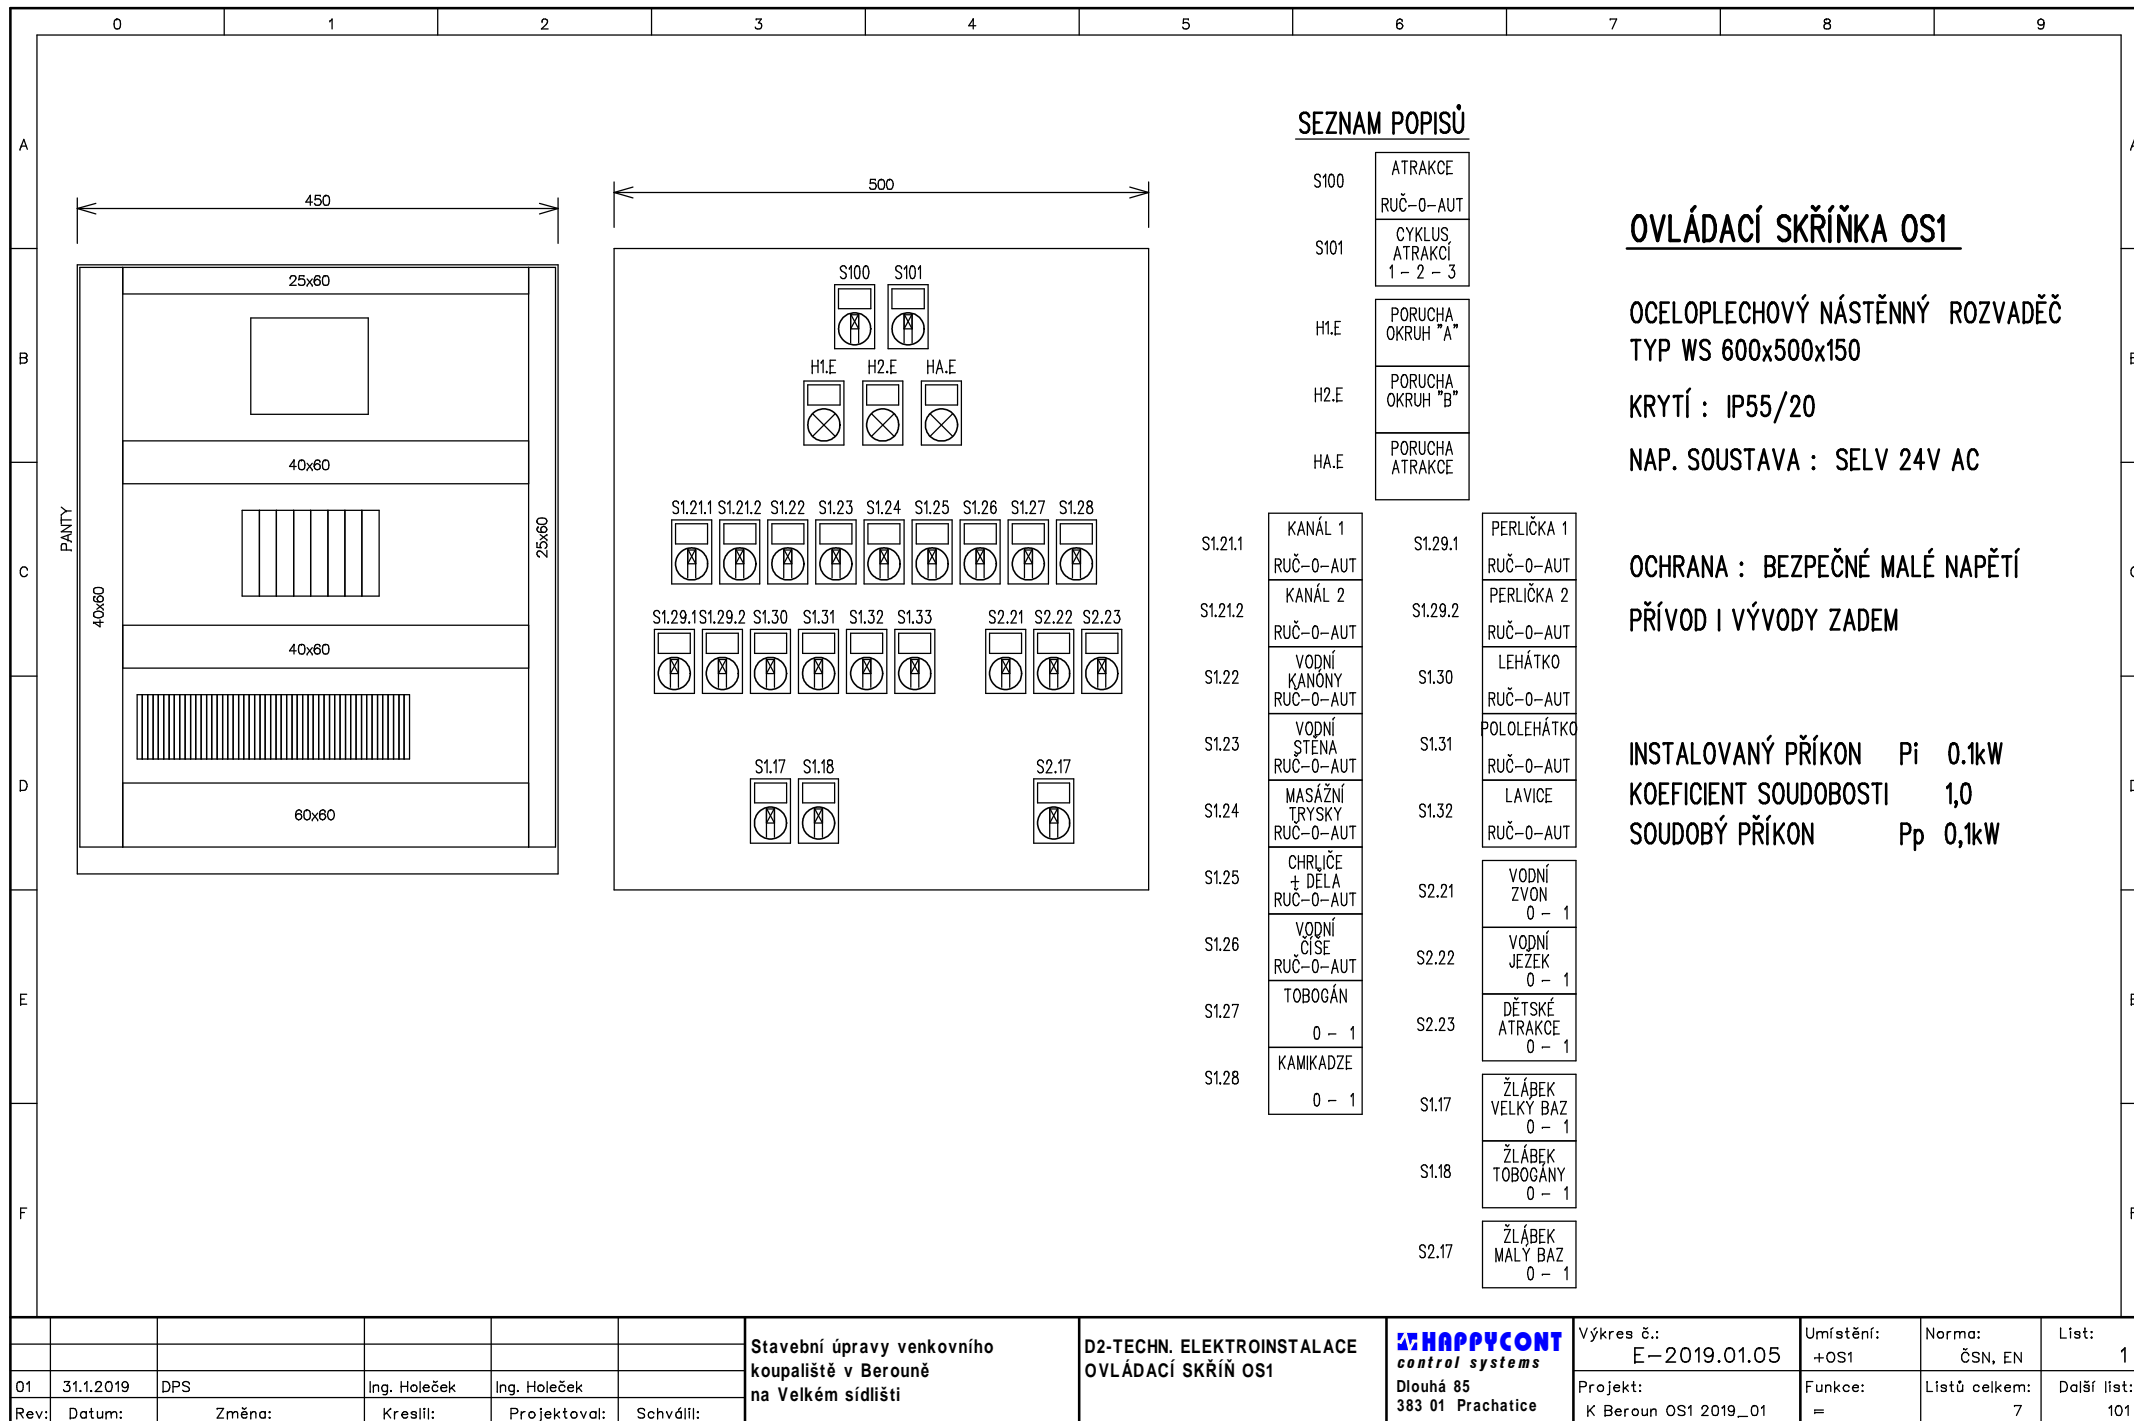 0 1 2 3 4 5 6 7 8 9
A
B
C
D
E
F
450
25x60
40x60
PANTY
40x60
25x60
40x60
60x60
500
S100 S101
H1.E H2.E HA.E
S1.21.1 S1.21.2 S1.22 S1.23 S1.24 S1.25 S1.26 S1.27 S1.28
S1.29.1 S1.29.2 S1.30 S1.31 S1.32 S1.33 S2.21 S2.22 S2.23
S1.17 S1.18 S2.17
SEZNAM POPISŮ
S100
ATRAKCE
RUČ-0-AUT
S101
CYKLUS
ATRAKCÍ
1 - 2 - 3
H1.E
PORUCHA
OKRUH "A"
H2.E
PORUCHA
OKRUH "B"
HA.E
PORUCHA
ATRAKCE
S1.21.1
KANÁL 1
RUČ-0-AUT
S1.21.2
KANÁL 2
RUČ-0-AUT
S1.22
VODNÍ
KANÓNY
RUČ-0-AUT
S1.23
VODNÍ
STĚNA
RUČ-0-AUT
S1.24
MASÁŽNÍ
TRYSKY
RUČ-0-AUT
S1.25
CHRLIČE
+ DĚLA
RUČ-0-AUT
S1.26
VODNÍ
ČÍŠE
RUČ-0-AUT
S1.27
TOBOGÁN
0 - 1
S1.28
KAMIKADZE
0 - 1
S1.29.1
PERLIČKA 1
RUČ-0-AUT
S1.29.2
PERLIČKA 2
RUČ-0-AUT
S1.30
LEHÁTKO
RUČ-0-AUT
S1.31
POLOLEHÁTKO
RUČ-0-AUT
S1.32
LAVICE
RUČ-0-AUT
S2.21
VODNÍ
ZVON
0 - 1
S2.22
VODNÍ
JEŽEK
0 - 1
S2.23
DĚTSKÉ
ATRAKCE
0 - 1
S1.17
ŽLÁBEK
VELKÝ BAZ
0 - 1
S1.18
ŽLÁBEK
TOBOGÁNY
0 - 1
S2.17
ŽLÁBEK
MALÝ BAZ
0 - 1
OVLÁDACÍ SKŘÍŇKA OS1
OCELOPLECHOVÝ NÁSTĚNNÝ ROZVADĚČ
TYP WS 600x500x150
KRYTÍ : IP55/20
NAP. SOUSTAVA : SELV 24V AC
OCHRANA : BEZPEČNÉ MALÉ NAPĚTÍ
PŘÍVOD I VÝVODY ZADEM
INSTALOVANÝ PŘÍKON Pi 0.1kW
KOEFICIENT SOUDOBOSTI 1,0
SOUDOBÝ PŘÍKON Pp 0,1kW
01 31.1.2019 DPS Ing. Holeček Ing. Holeček
Rev: Datum: Změna: Kreslil: Projektoval: Schválil:
Stavební úpravy venkovního
koupaliště v Berouně
na Velkém sídlišti
D2-TECHN. ELEKTROINSTALACE
OVLÁDACÍ SKŘÍŇ OS1
HAPPYCONT
control systems
Dlouhá 85
383 01 Prachatice
Výkres č.:
E-2019.01.05
Projekt:
K Beroun OS1 2019_01
Umístění:
+OS1
Funkce:
=
Norma:
ČSN, EN
Listů celkem:
7
List:
1
Další list:
101